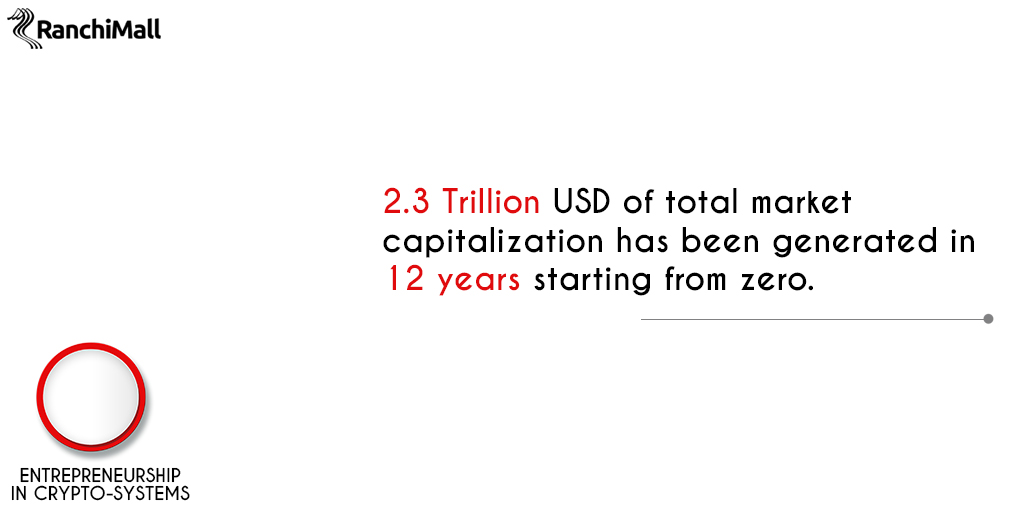 RanchiMall
2.3 Trillion USD of total market
capitalization has been generated in
12 years starting from zero.
ENTREPRENEURSHIP
IN CRYPTO-SYSTEMS